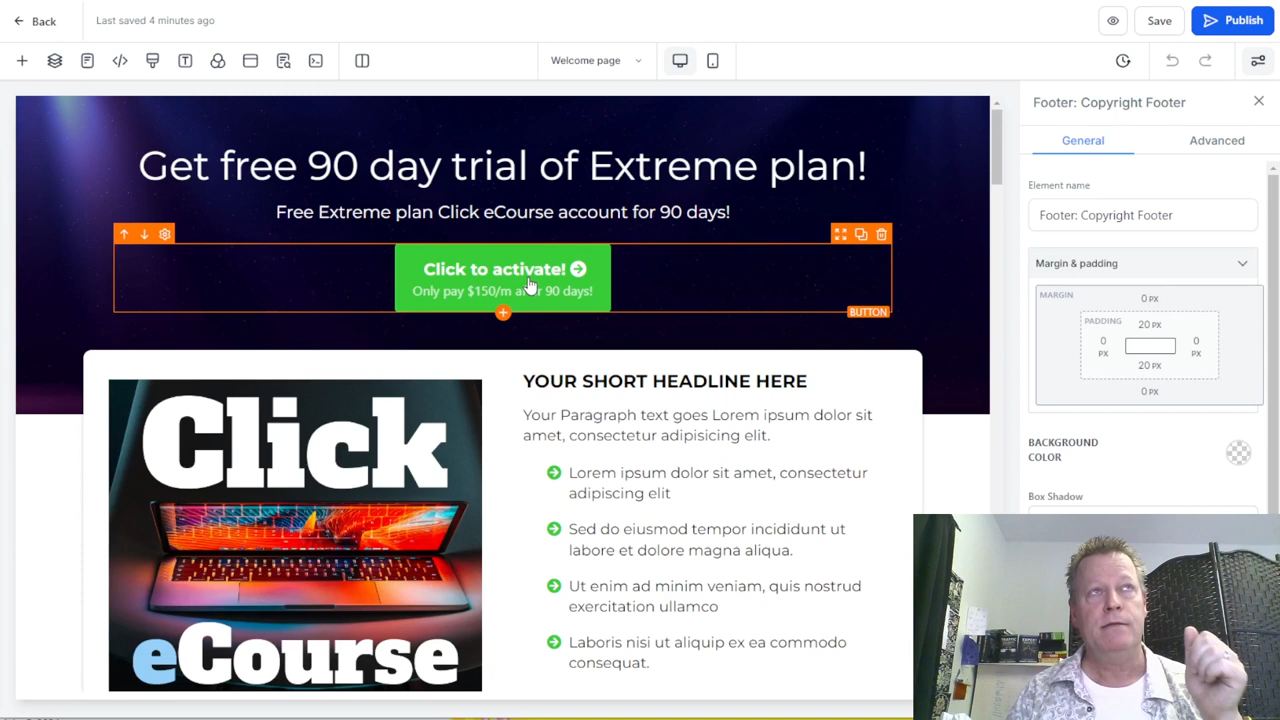 Back
Last saved 4 minutes ago
Save
Publish
Welcome page
Get free 90 day trial of Extreme plan!
Free Extreme plan Click eCourse account for 90 days!
Click to activate!
Only pay $150/m after 90 days!
BUTTON
Click
eCourse
YOUR SHORT HEADLINE HERE
Your Paragraph text goes Lorem ipsum dolor sit
amet, consectetur adipisicing elit.
Lorem ipsum dolor sit amet, consectetur
adipiscing elit
Sed do eiusmod tempor incididunt ut
labore et dolore magna aliqua.
Ut enim ad minim veniam, quis nostrud
exercitation ullamco
Laboris nisi ut aliquip ex ea commodo
consequat.
Footer: Copyright Footer
General
Advanced
Element name
Footer: Copyright Footer
Margin & padding
MARGIN
0 PX
PADDING
20 PX
0
PX
0
PX
20 PX
0 PX
BACKGROUND
COLOR
Box Shadow